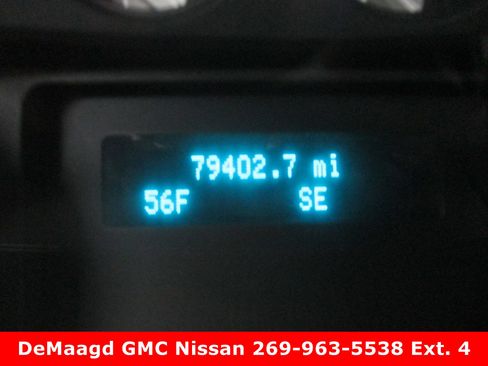 79402.7 mi
56F SE
DeMaagd GMC Nissan 269-963-5538 Ext. 4